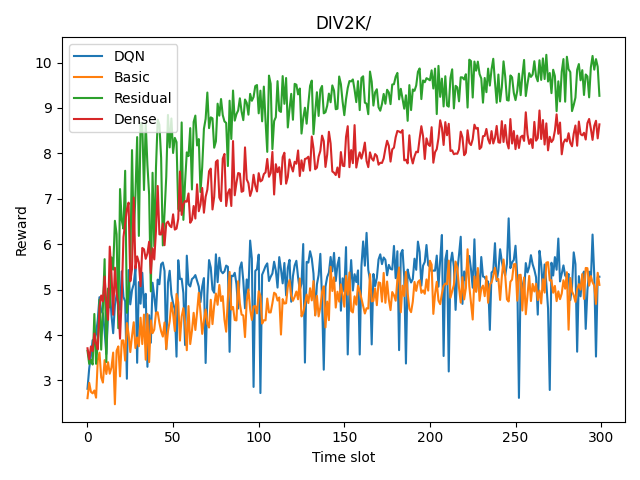 DIV2K/
DQN
Basic
Residual
Dense
Reward
10
9
8
7
6
5
4
3
0 50 100 150 200 250 300
Time slot